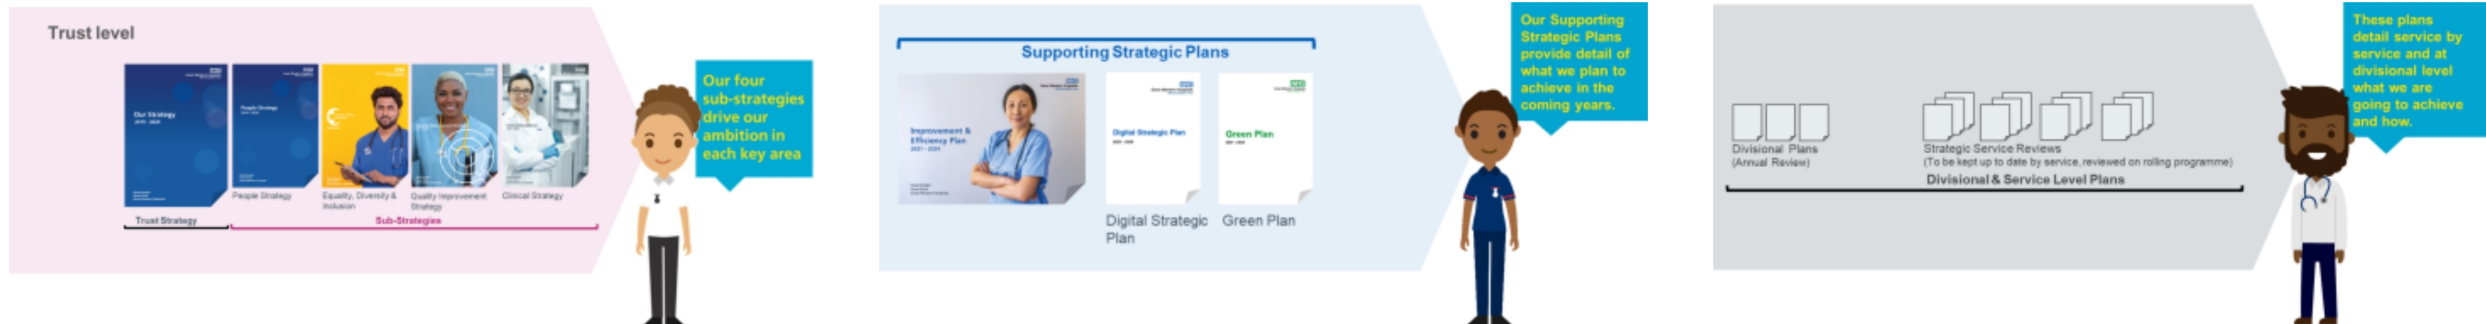 Trust level
Our Strategy
People Strategy
Trust Strategy
People Strategy
Equality, Diversity &
Inclusion
Quality Improvement
Strategy
Clinical Strategy
Sub-Strategies
Our four
sub-strategies
drive our
ambition in
each key area
Supporting Strategic Plans
Improvement &
Efficiency Plan
2021 - 2024
Digital Strategic Plan
Green Plan
Digital Strategic
Plan
Green Plan
Our Supporting
Strategic Plans
provide detail of
what we plan to
achieve in the
coming years.
Divisional Plans
(Annual Review)
Strategic Service Reviews
(To be kept up to date by service, reviewed on rolling programme)
Divisional & Service Level Plans
These plans
detail service by
service and at
divisional level
what we are
going to achieve
and how.